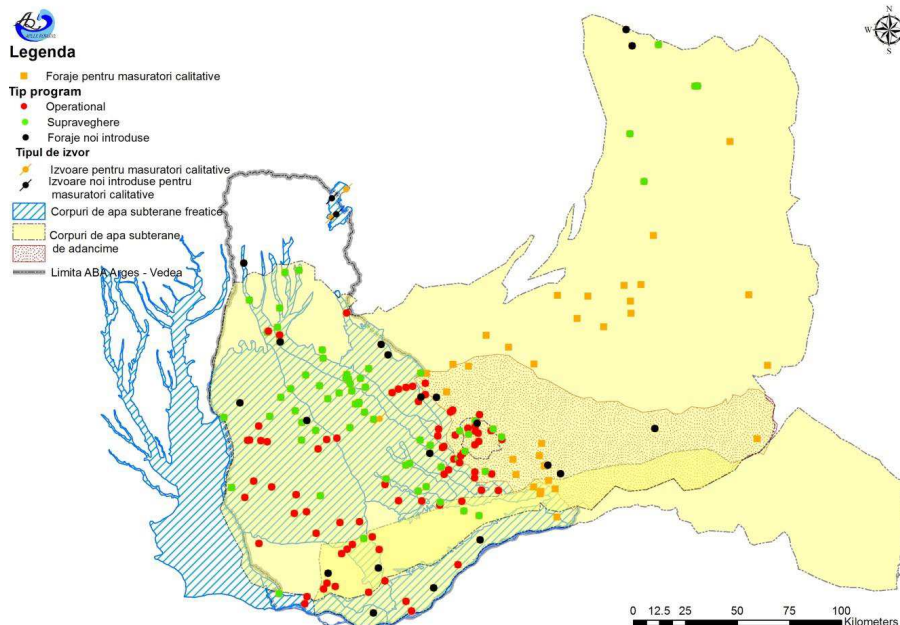 Legenda
Foraje pentru masuratori calitative
Tip program
Operational
Supraveghere
Foraje noi introduse
Tipul de izvor
Izvoare pentru masuratori calitative
Izvoare noi introduse pentru
masuratori calitative
Corpuri de apa subterane freatice
Corpuri de apa subterane
de adancime
Limita ABA Arges - Vedea
N
W
E
S
0 12.5 25 50 75 100
Kilometers